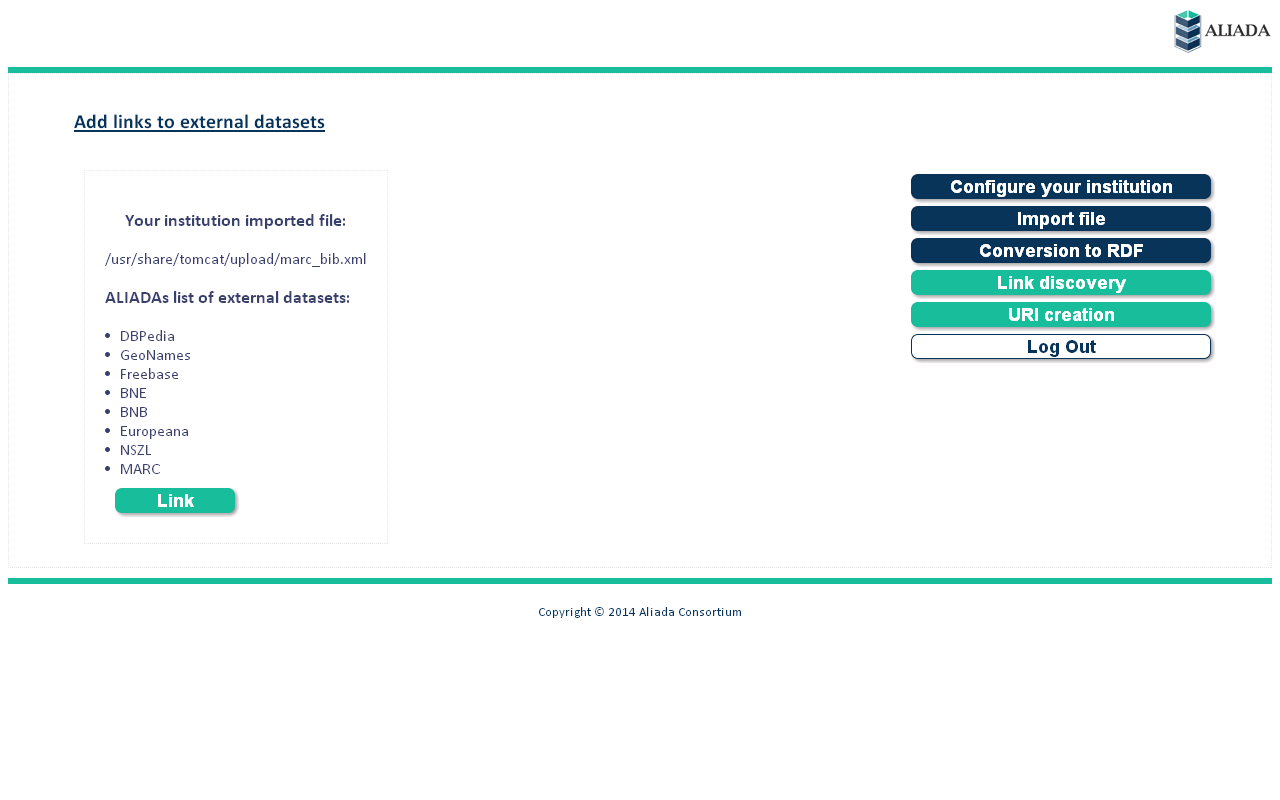 ALIADA
Add links to external datasets
Your institution imported file:
/usr/share/tomcat/upload/marc_bib.xml
ALIADAs list of external datasets:
• DBPedia
• GeoNames
• Freebase
• BNE
• BNB
• Europeana
• NSZL
• MARC
Link
Configure your institution
Import file
Conversion to RDF
Link discovery
URI creation
Log Out
Copyright © 2014 Aliada Consortium